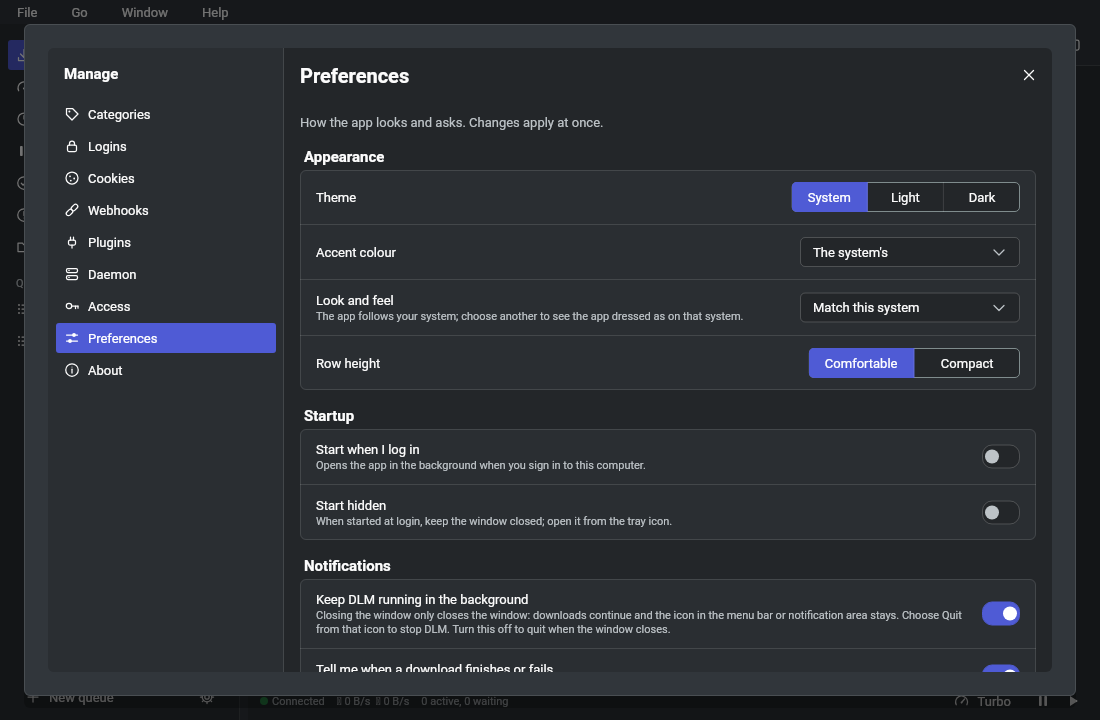 File Go Window Help
Manage
Categories
Logins
Cookies
Webhooks
Plugins
Daemon
Access
Preferences
About
Preferences
How the app looks and asks. Changes apply at once.
Appearance
Theme
System Light Dark
Accent colour
The system's
Look and feel
The app follows your system; choose another to see the app dressed as on that system.
Match this system
Row height
Comfortable Compact
Startup
Start when I log in
Opens the app in the background when you sign in to this computer.
Start hidden
When started at login, keep the window closed; open it from the tray icon.
Notifications
Keep DLM running in the background
Closing the window only closes the window: downloads continue and the icon in the menu bar or notification area stays. Choose Quit
from that icon to stop DLM. Turn this off to quit when the window closes.
Tell me when a download finishes or fails
New queue
Connected 0 B/s 0 B/s 0 active, 0 waiting
Turbo